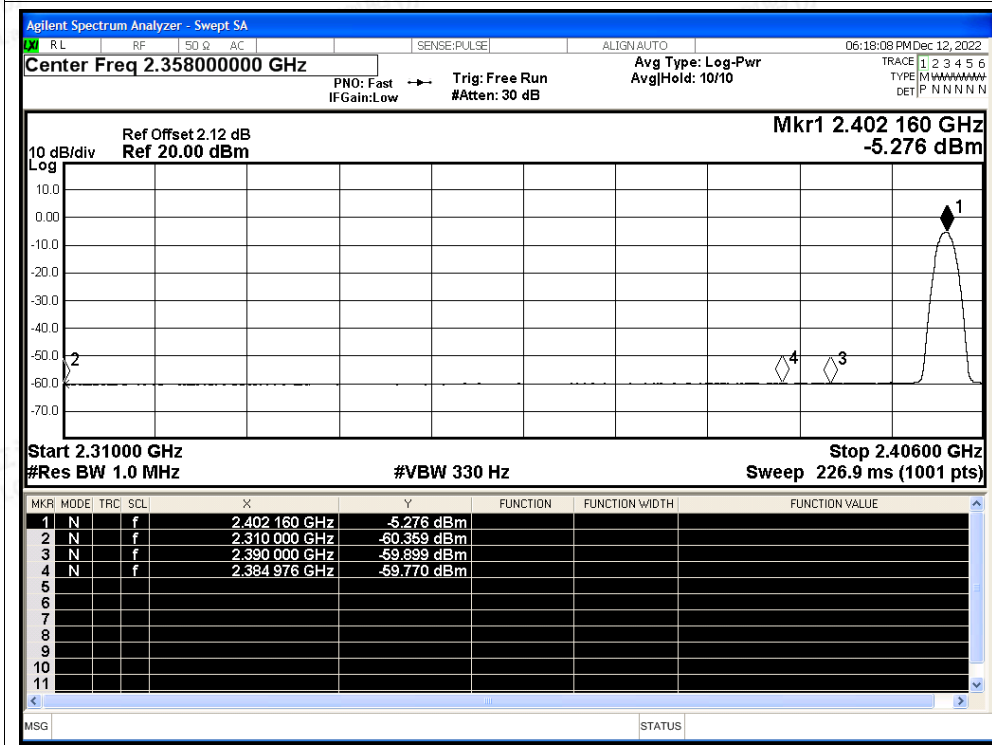 Agilent Spectrum Analyzer - Swept SA
LXI RL RF 50 Ω AC SENSE:PULSE ALIGN AUTO 06:18:08 PM Dec 12, 2022
Center Freq 2.358000000 GHz
PNO: Fast
IFGain:Low
Trig: Free Run
#Atten: 30 dB
Avg Type: Log-Pwr
Avg|Hold: 10/10
TRACE 1 2 3 4 5 6
TYPE M W W W W W
DET P N N N N N
Mkr1 2.402 160 GHz
-5.276 dBm
Ref Offset 2.12 dB
10 dB/div Ref 20.00 dBm
Log
10.0
0.00
-10.0
-20.0
-30.0
-40.0
-50.0
-60.0
-70.0
1
2
4
3
Start 2.31000 GHz Stop 2.40600 GHz
#Res BW 1.0 MHz #VBW 330 Hz Sweep 226.9 ms (1001 pts)
MKR MODE TRC SCL X Y FUNCTION FUNCTION WIDTH FUNCTION VALUE
1 N f 2.402 160 GHz -5.276 dBm
2 N f 2.310 000 GHz -60.359 dBm
3 N f 2.390 000 GHz -59.899 dBm
4 N f 2.384 976 GHz -59.770 dBm
5
6
7
8
9
10
11
MSG STATUS